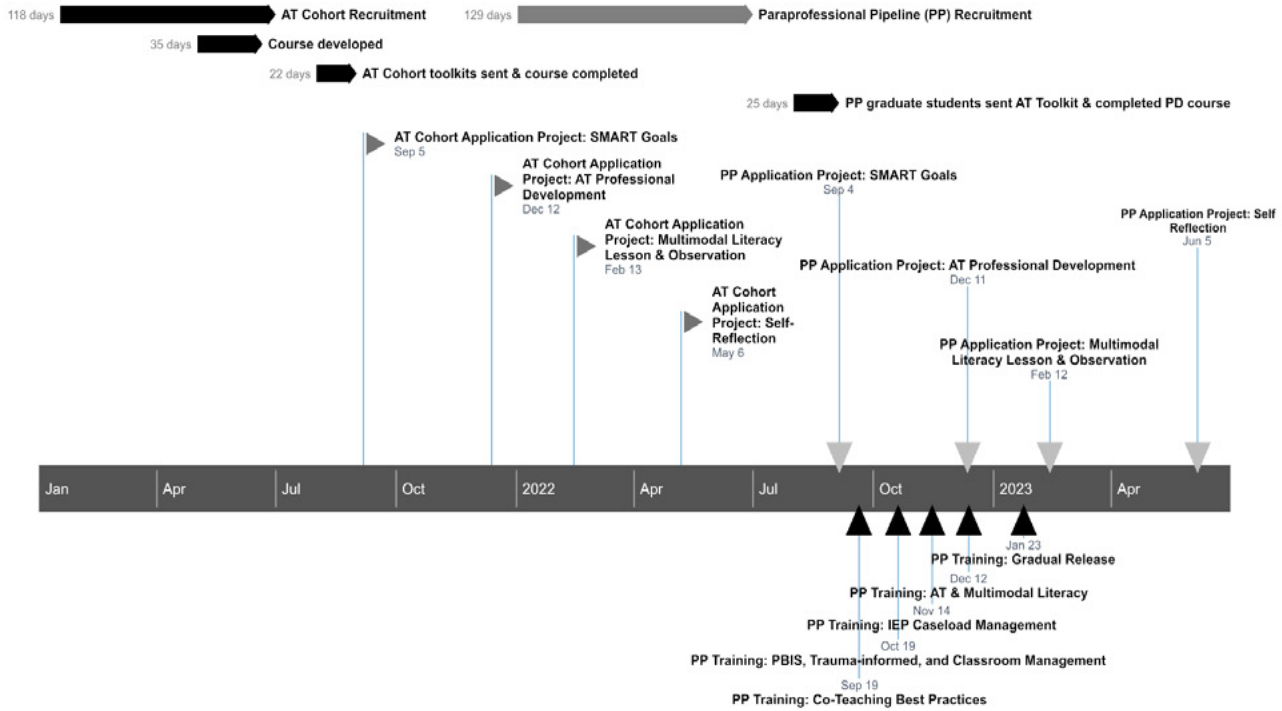 118 days AT Cohort Recruitment
129 days Paraprofessional Pipeline (PP) Recruitment
35 days Course developed
22 days AT Cohort toolkits sent & course completed
25 days PP graduate students sent AT Toolkit & completed PD course
AT Cohort Application Project: SMART Goals
Sep 5
AT Cohort Application
Project: AT Professional
Development
Dec 12
AT Cohort Application
Project: Multimodal Literacy
Lesson & Observation
Feb 13
AT Cohort
Application
Project: Self-
Reflection
May 6
PP Application Project: SMART Goals
Sep 4
PP Application Project: AT Professional Development
Dec 11
PP Application Project: Multimodal
Literacy Lesson & Observation
Feb 12
PP Application Project: Self
Reflection
Jun 5
Jan Apr Jul Oct 2022 Apr Jul Oct 2023 Apr
Jan 23
PP Training: Gradual Release
Dec 12
PP Training: AT & Multimodal Literacy
Nov 14
PP Training: IEP Caseload Management
Oct 19
PP Training: PBIS, Trauma-informed, and Classroom Management
Sep 19
PP Training: Co-Teaching Best Practices